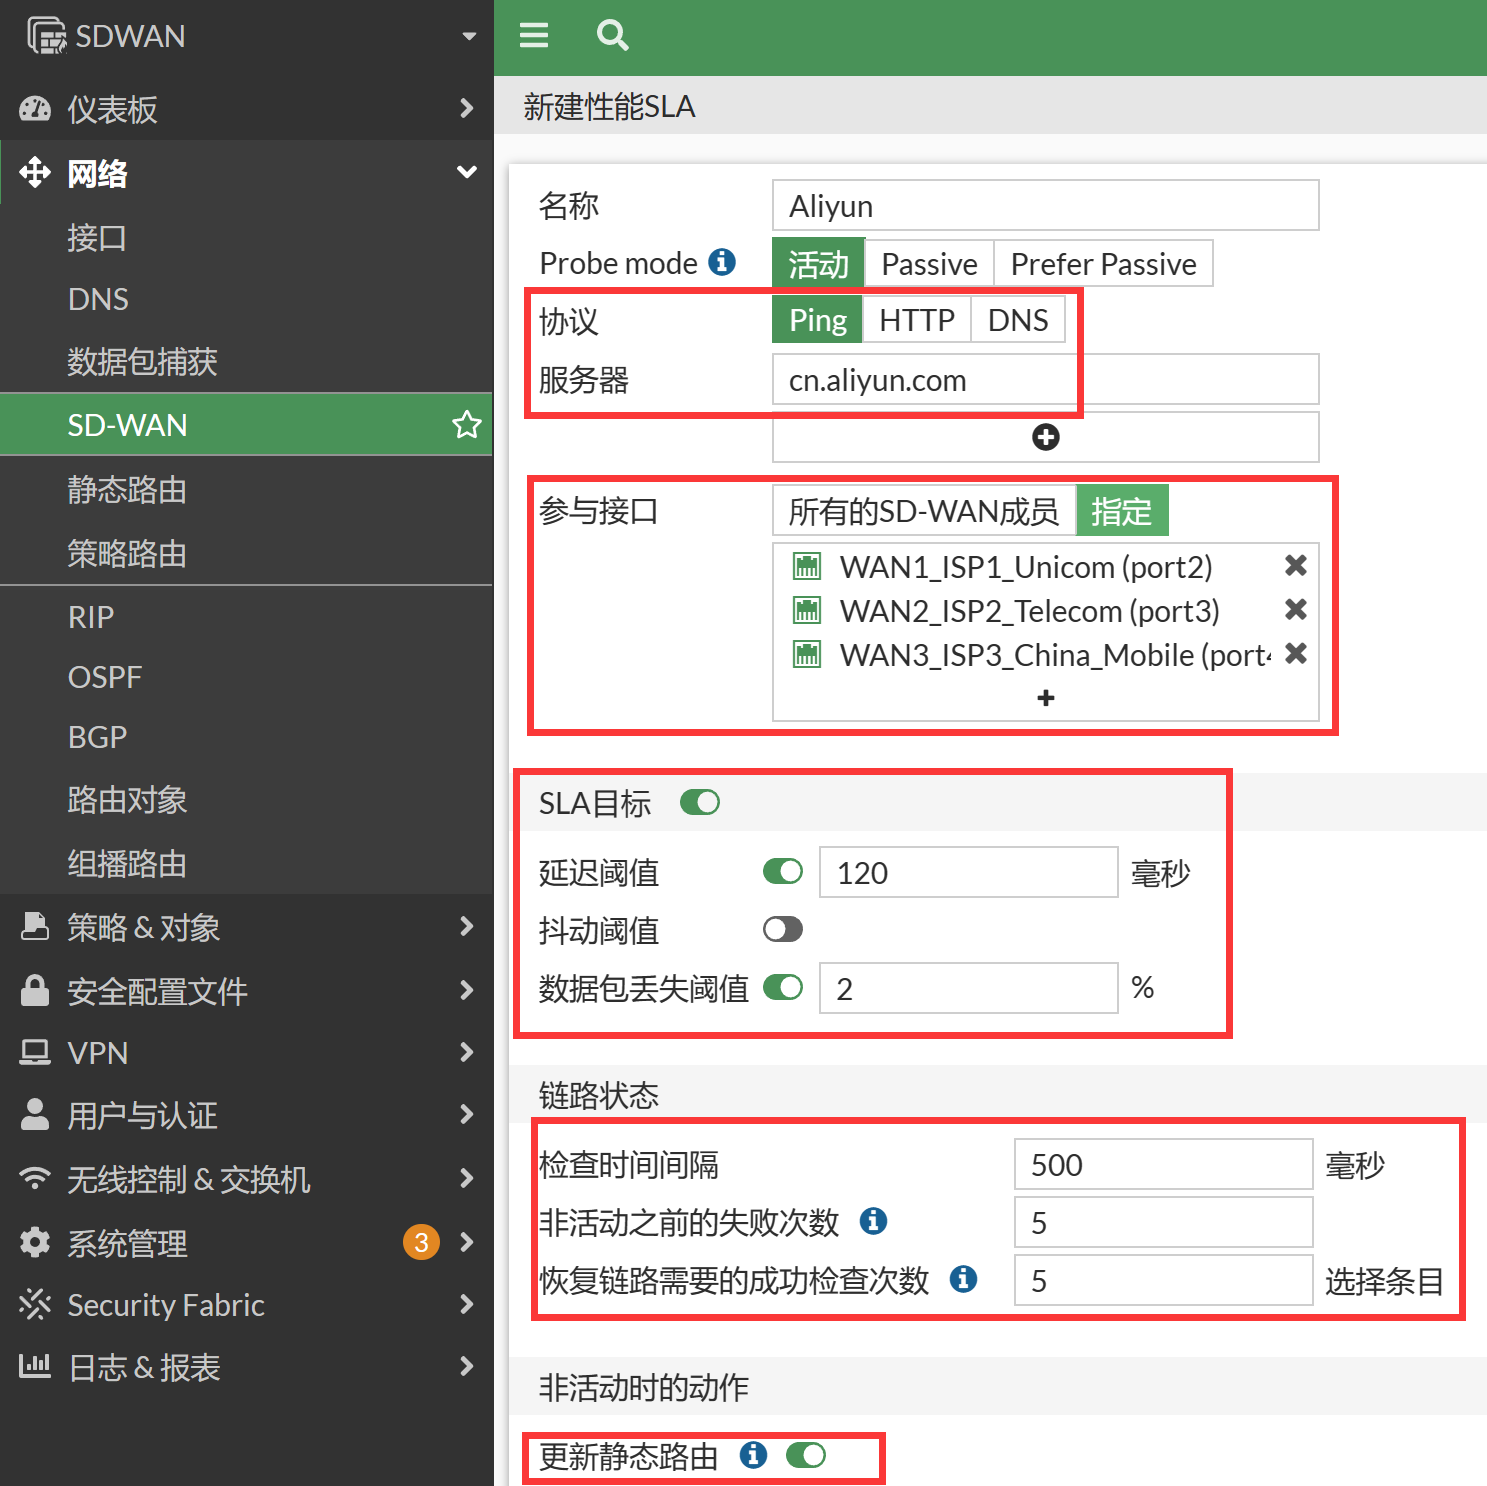 SDWAN
仪表板
网络
接口
DNS
数据包捕获
SD-WAN
静态路由
策略路由
RIP
OSPF
BGP
路由对象
组播路由
策略 & 对象
安全配置文件
VPN
用户与认证
无线控制 & 交换机
系统管理 3
Security Fabric
日志 & 报表
新建性能SLA
名称 Aliyun
Probe mode 活动 Passive Prefer Passive
协议 Ping HTTP DNS
服务器 cn.aliyun.com
参与接口 所有的SD-WAN成员 指定
WAN1_ISP1_Unicom (port2)
WAN2_ISP2_Telecom (port3)
WAN3_ISP3_China_Mobile (port4
SLA目标
延迟阈值 120 毫秒
抖动阈值
数据包丢失阈值 2 %
链路状态
检查时间间隔 500 毫秒
非活动之前的失败次数 5
恢复链路需要的成功检查次数 5 选择条目
非活动时的动作
更新静态路由